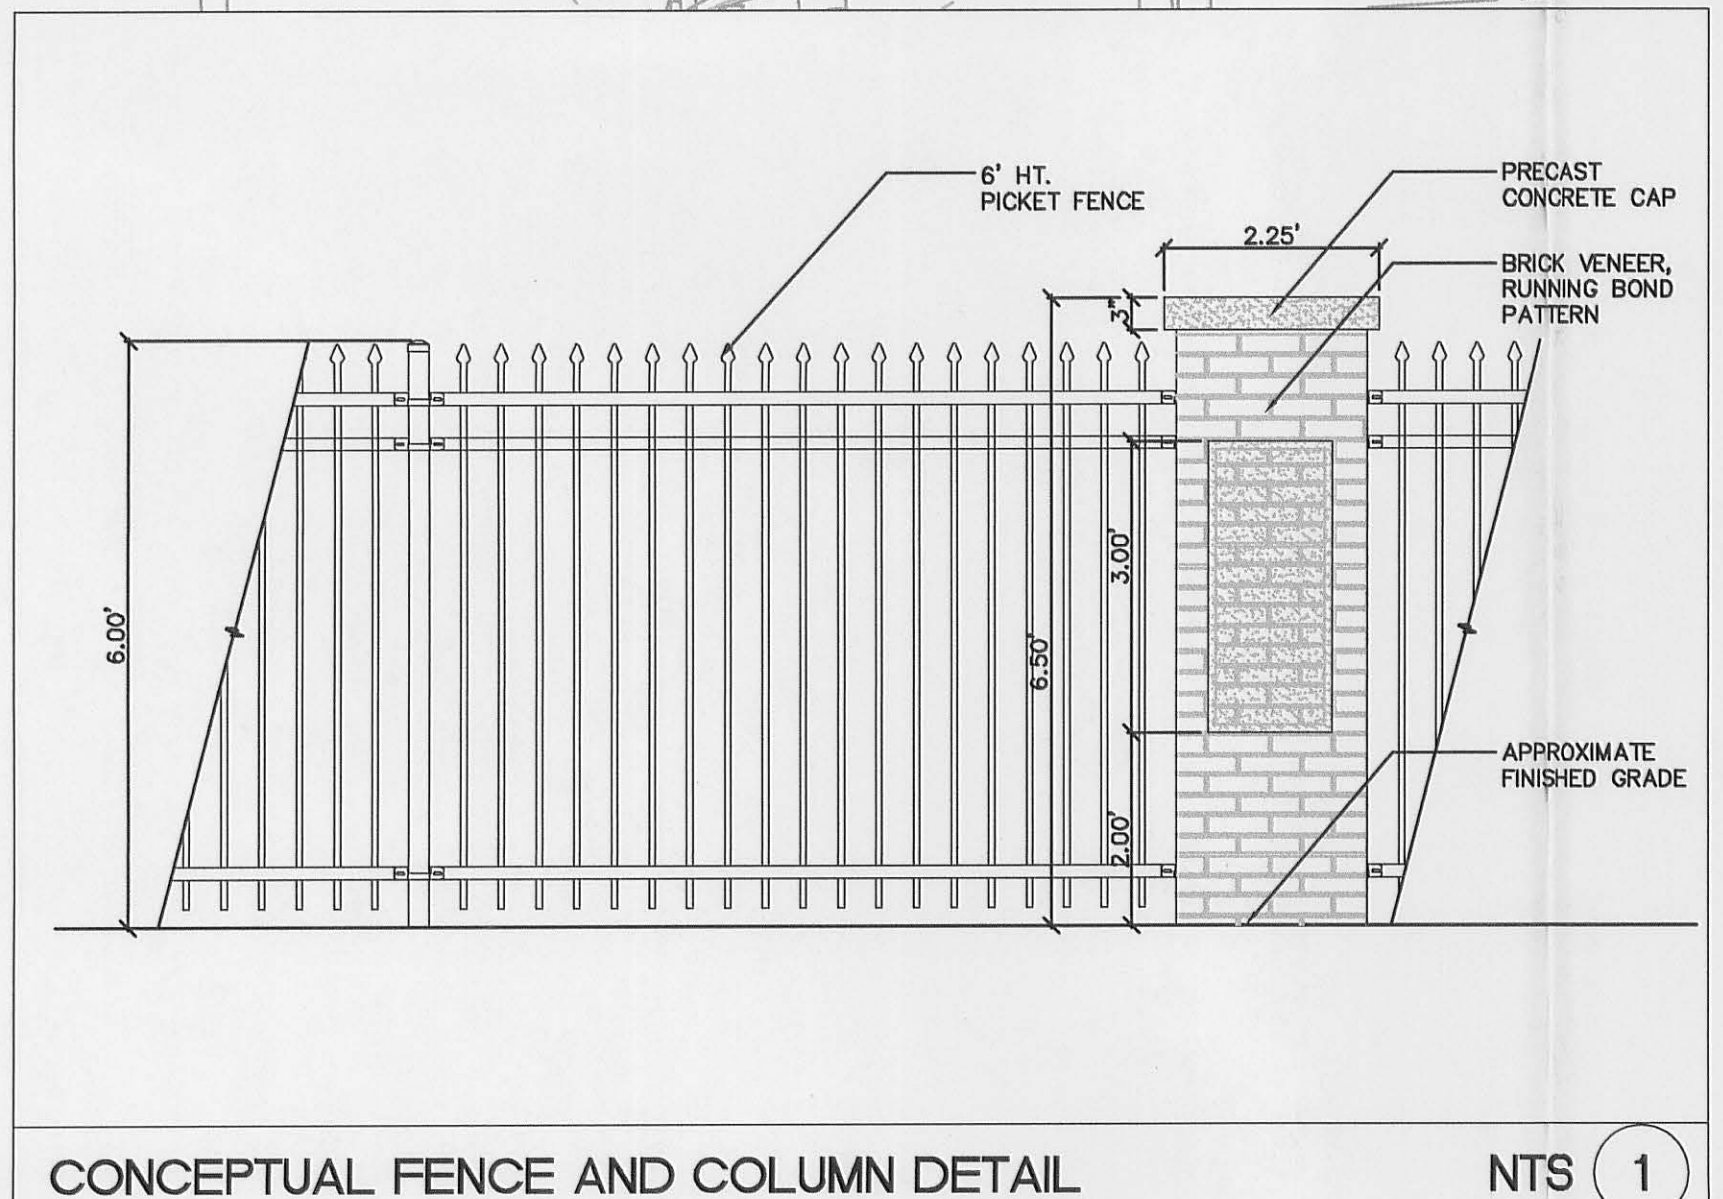 6' HT.
PICKET FENCE
PRECAST
CONCRETE CAP
2.25'
BRICK VENEER,
RUNNING BOND
PATTERN
3"
6.00'
3.00'
6.50'
2.00'
APPROXIMATE
FINISHED GRADE
CONCEPTUAL FENCE AND COLUMN DETAIL
NTS 1